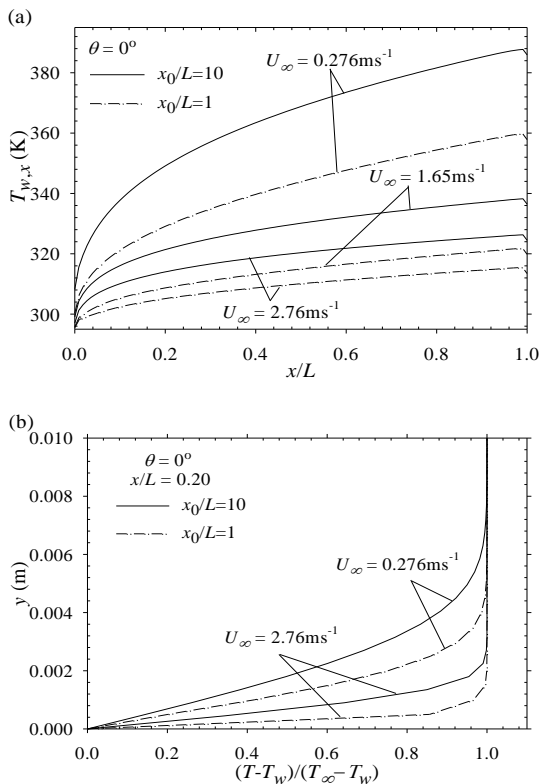 (a)
θ = 0º
x0/L=10
x0/L=1
U∞ = 0.276ms-1
U∞ = 1.65ms-1
U∞ = 2.76ms-1
Tw,x (K)
380
360
340
320
300
0.0 0.2 0.4 0.6 0.8 1.0
x/L
(b)
θ = 0º
x/L = 0.20
x0/L=10
x0/L=1
U∞ = 0.276ms-1
U∞ = 2.76ms-1
y (m)
0.010
0.008
0.006
0.004
0.002
0.000
0.0 0.2 0.4 0.6 0.8 1.0
(T-Tw)/(T∞−Tw)